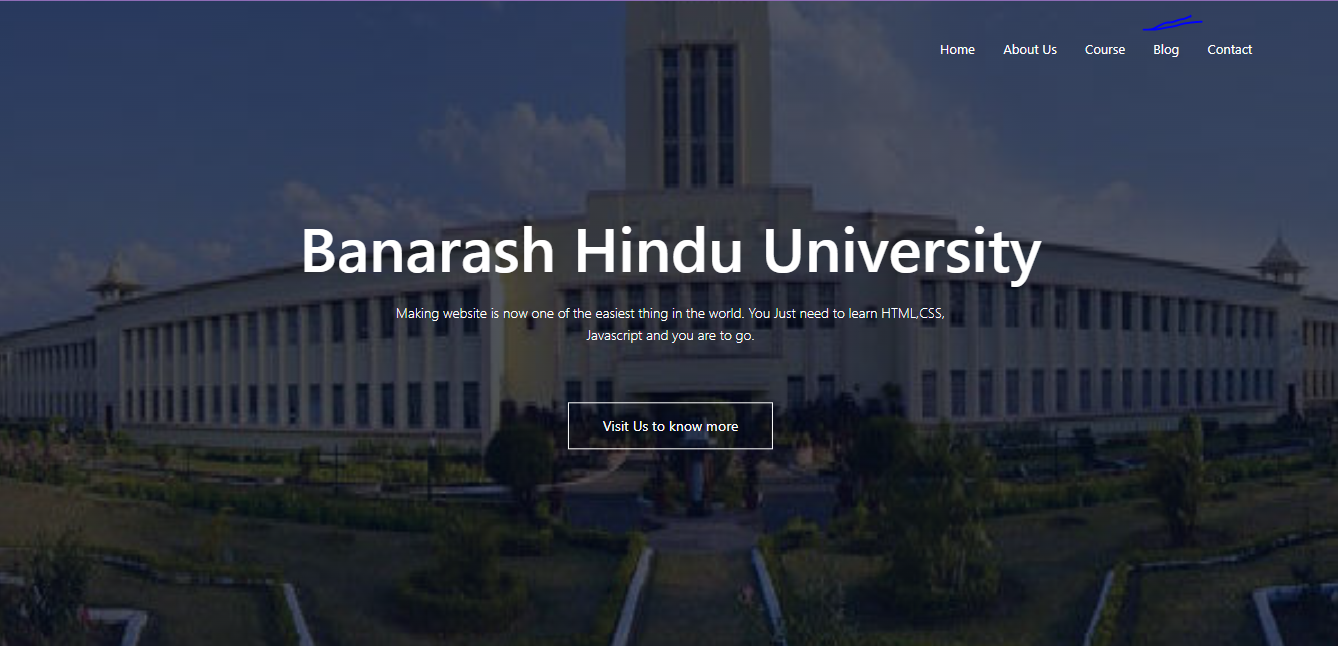 Home About Us Course Blog Contact
Banarash Hindu University
Making website is now one of the easiest thing in the world. You Just need to learn HTML,CSS,
Javascript and you are to go.
Visit Us to know more